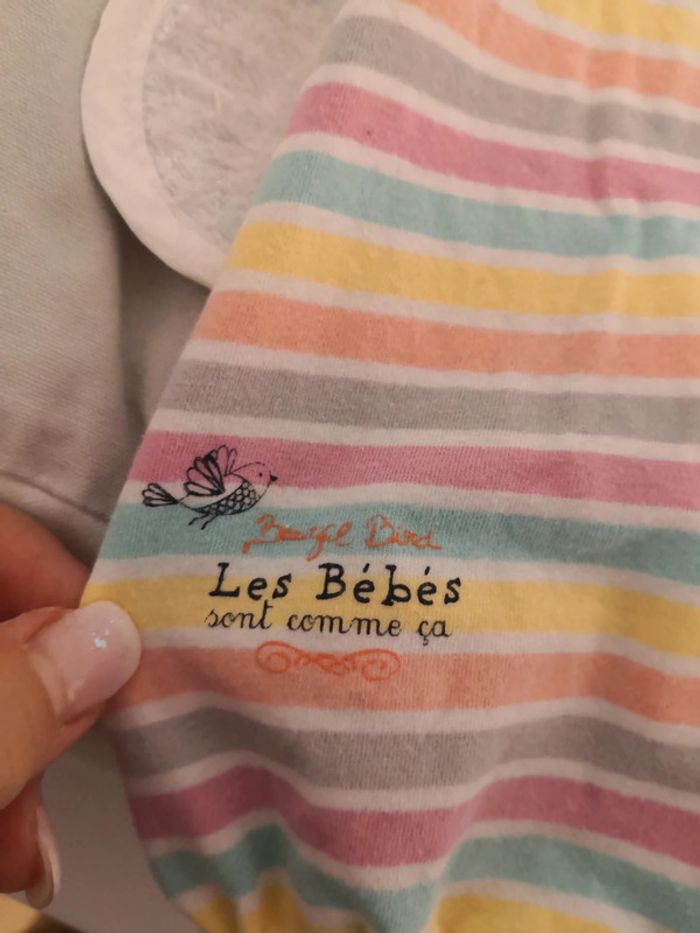 Bird
Les Bébés
sont comme ça